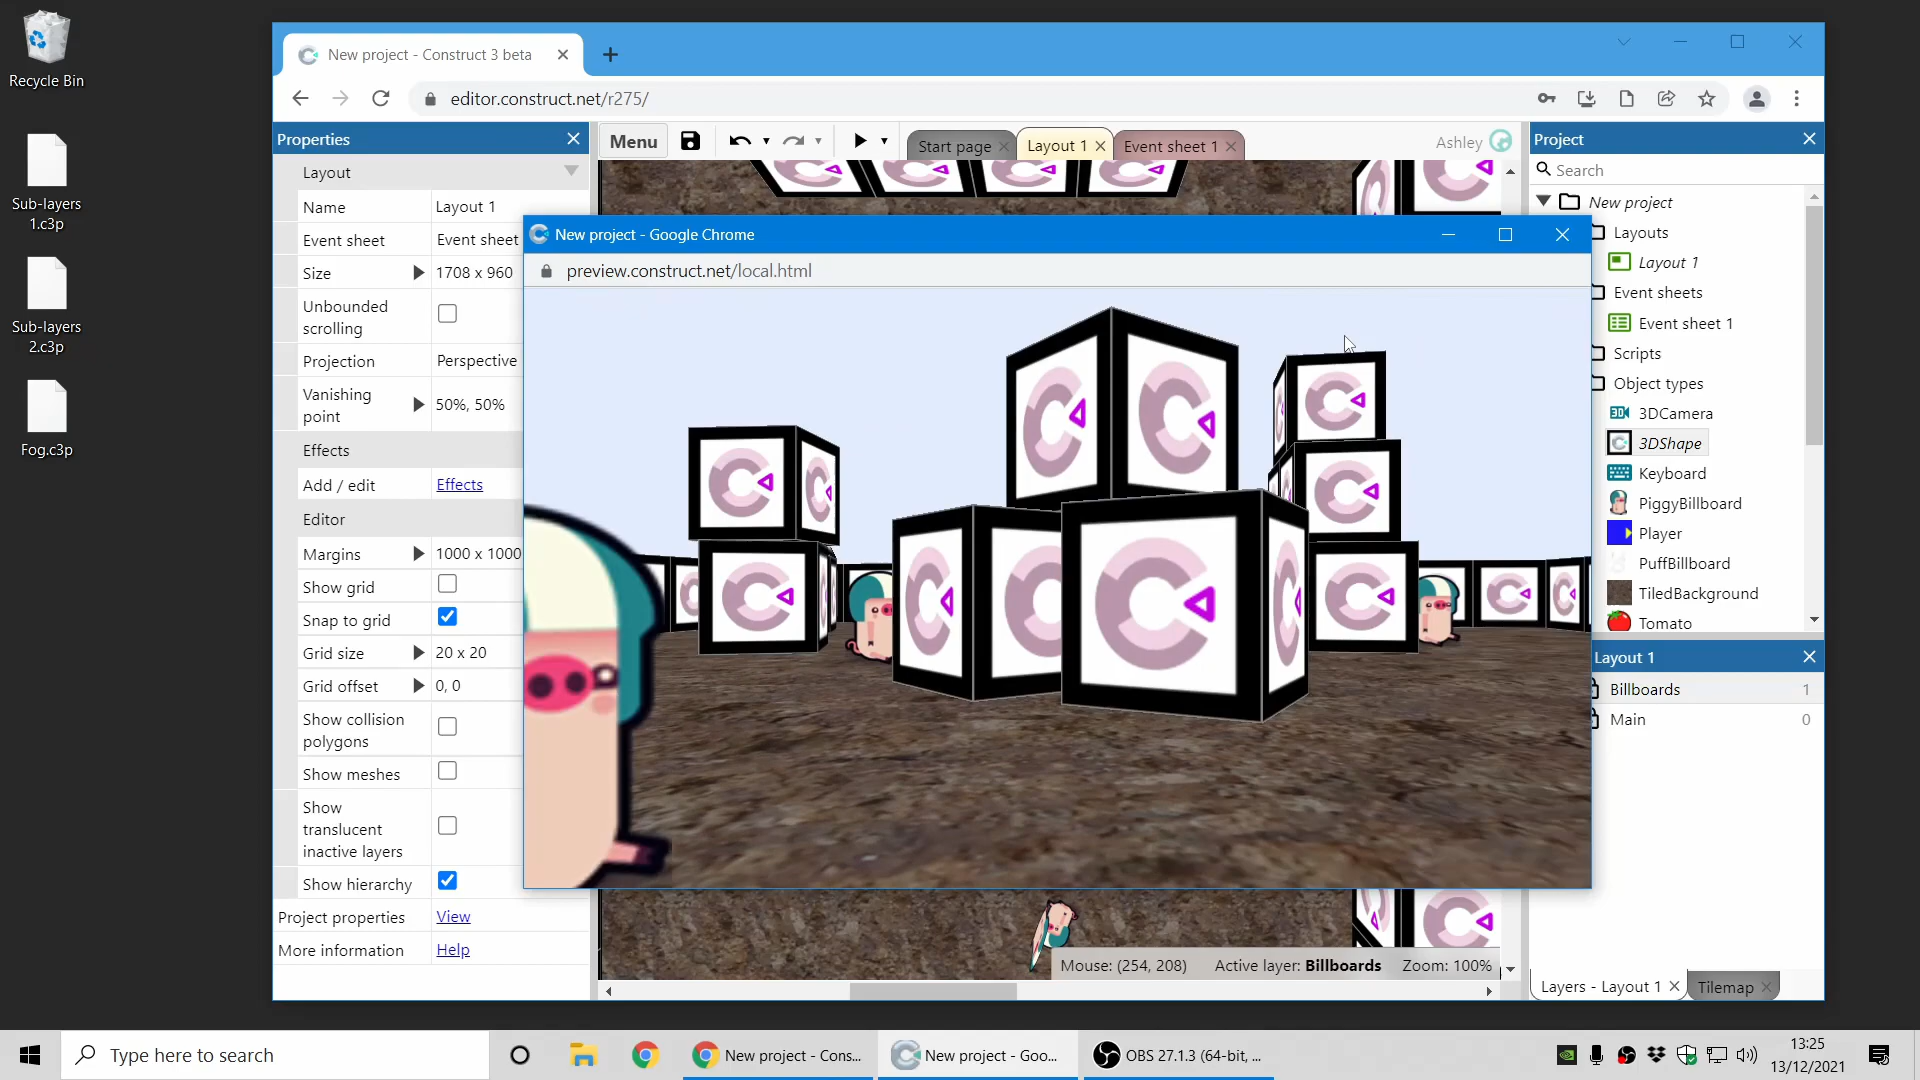 Recycle Bin
Sub-layers
1.c3p
Sub-layers
2.c3p
Fog.c3p
New project - Construct 3 beta
editor.construct.net/r275/
Properties
Menu
Start page
Layout 1
Event sheet 1
Ashley
Project
Layout
Name
Layout 1
Event sheet
Event sheet
Size
1708 x 960
Unbounded
scrolling
Projection
Perspective
Vanishing
point
50%, 50%
Effects
Add / edit
Effects
Editor
Margins
1000 x 1000
Show grid
Snap to grid
Grid size
20 x 20
Grid offset
0, 0
Show collision
polygons
Show meshes
Show
translucent
inactive layers
Show hierarchy
Project properties
View
More information
Help
New project - Google Chrome
preview.construct.net/local.html
Mouse: (254, 208)
Active layer: Billboards
Zoom: 100%
Search
New project
Layouts
Layout 1
Event sheets
Event sheet 1
Scripts
Object types
3DCamera
3DShape
Keyboard
PiggyBillboard
Player
PuffBillboard
TiledBackground
Tomato
Layout 1
Billboards
1
Main
0
Layers - Layout 1
Tilemap
Type here to search
New project - Cons...
New project - Goo...
OBS 27.1.3 (64-bit, ...
13:25
13/12/2021